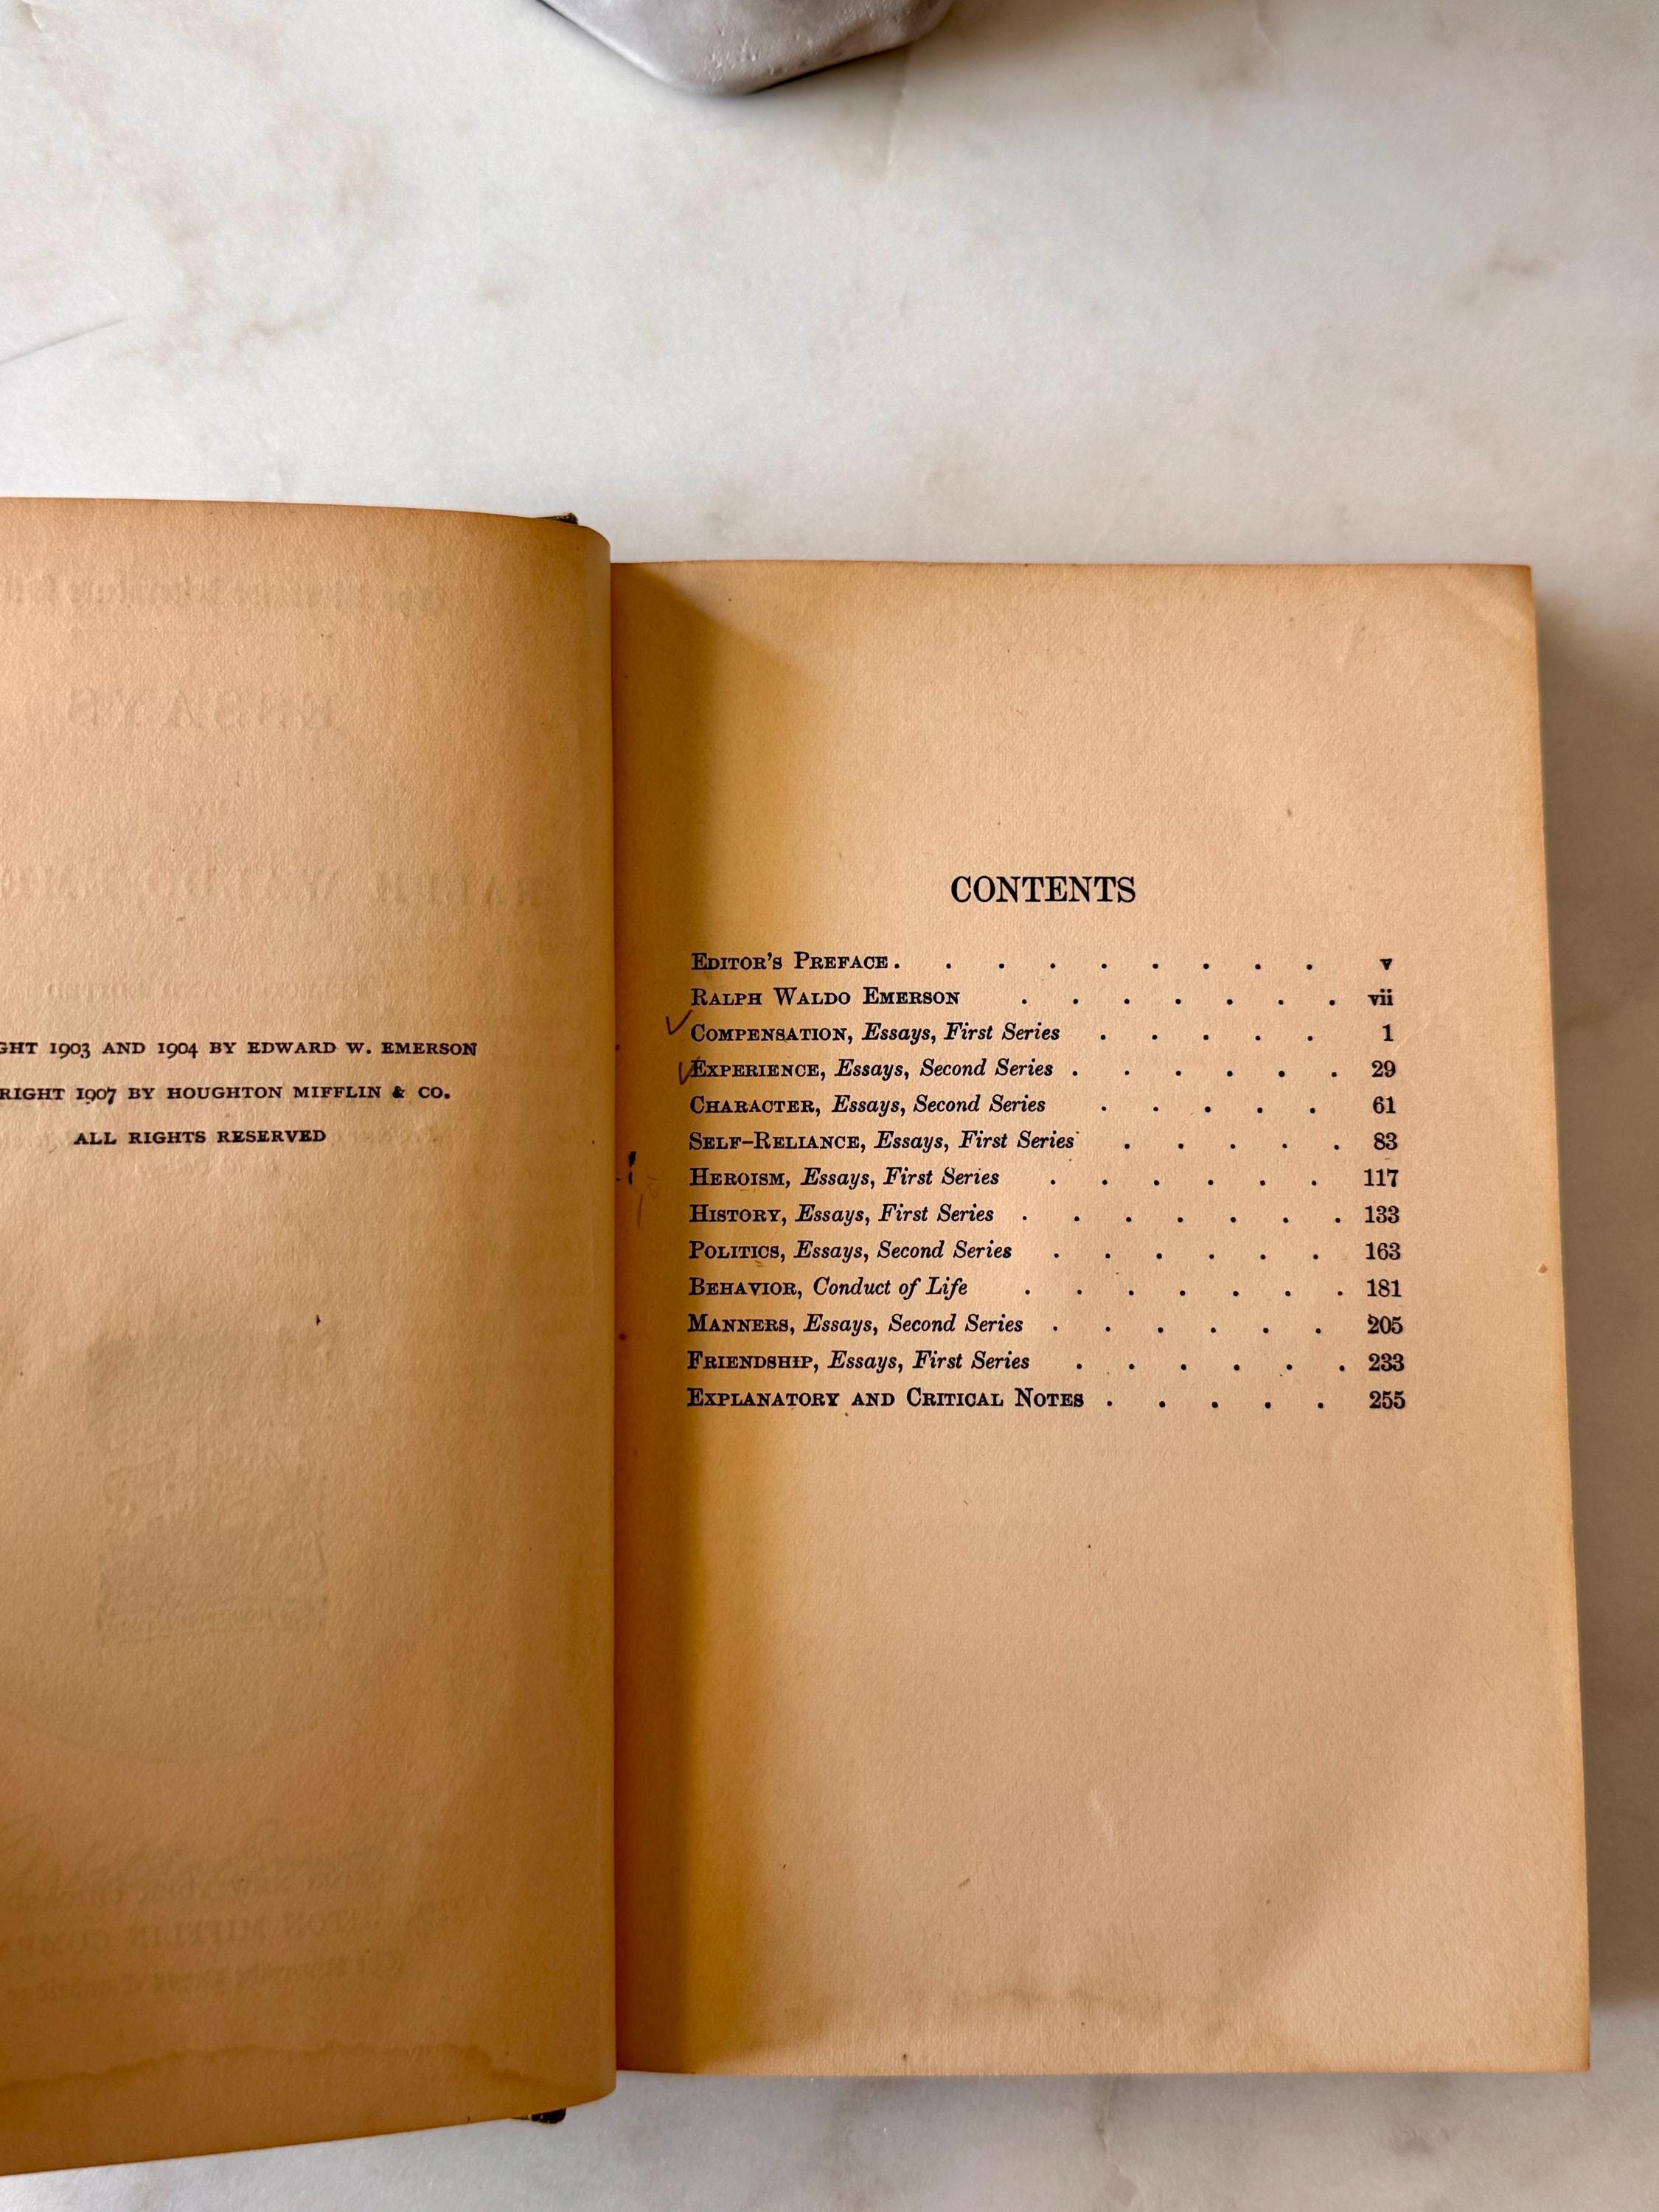 1903 AND 1904 BY EDWARD W. EMERSON
1907 BY HOUGHTON MIFFLIN & CO.
ALL RIGHTS RESERVED
CONTENTS
EDITOR'S PREFACE . . . . . . . . . v
RALPH WALDO EMERSON . . . . . . . vii
COMPENSATION, Essays, First Series . . . . . 1
EXPERIENCE, Essays, Second Series . . . . . . 29
CHARACTER, Essays, Second Series . . . . . 61
SELF-RELIANCE, Essays, First Series . . . . . 83
HEROISM, Essays, First Series . . . . . . 117
HISTORY, Essays, First Series . . . . . . . 133
POLITICS, Essays, Second Series . . . . . . 163
BEHAVIOR, Conduct of Life . . . . . . . 181
MANNERS, Essays, Second Series . . . . . . 205
FRIENDSHIP, Essays, First Series . . . . . . 233
EXPLANATORY AND CRITICAL NOTES . . . . . 255